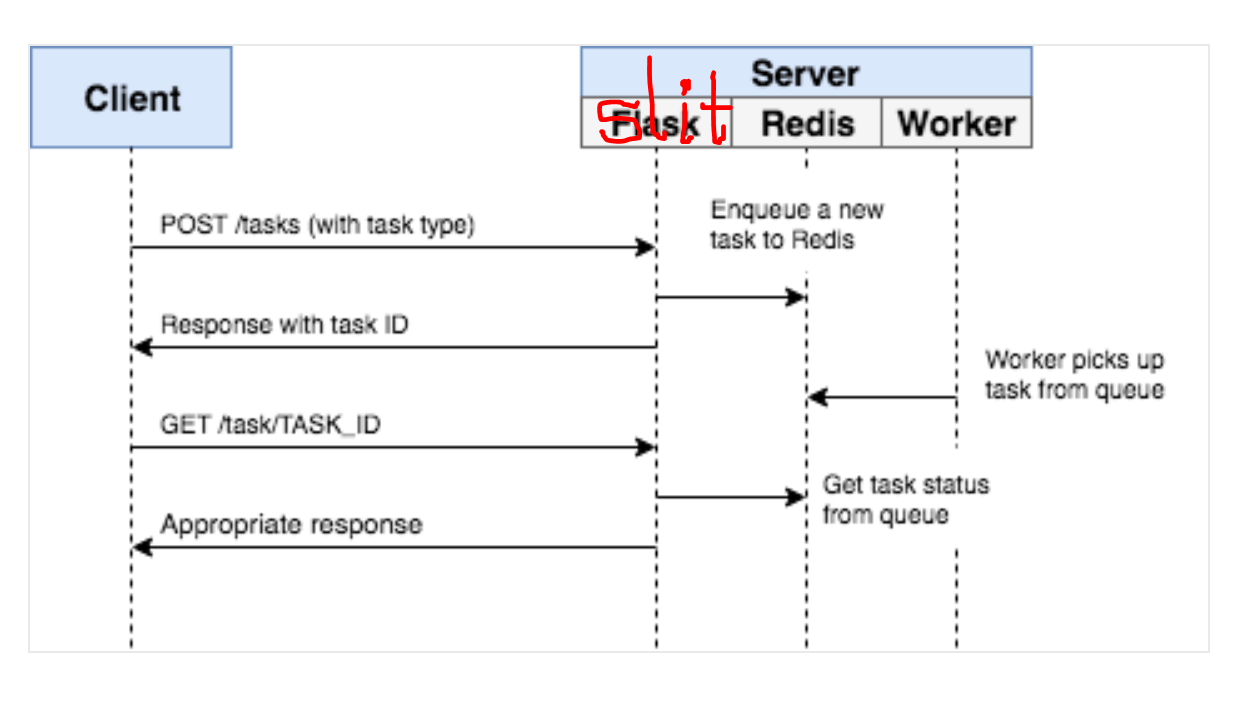 Client
Server
Flask
slit
Redis
Worker
POST /tasks (with task type)
Enqueue a new
task to Redis
Response with task ID
Worker picks up
task from queue
GET /task/TASK_ID
Get task status
from queue
Appropriate response